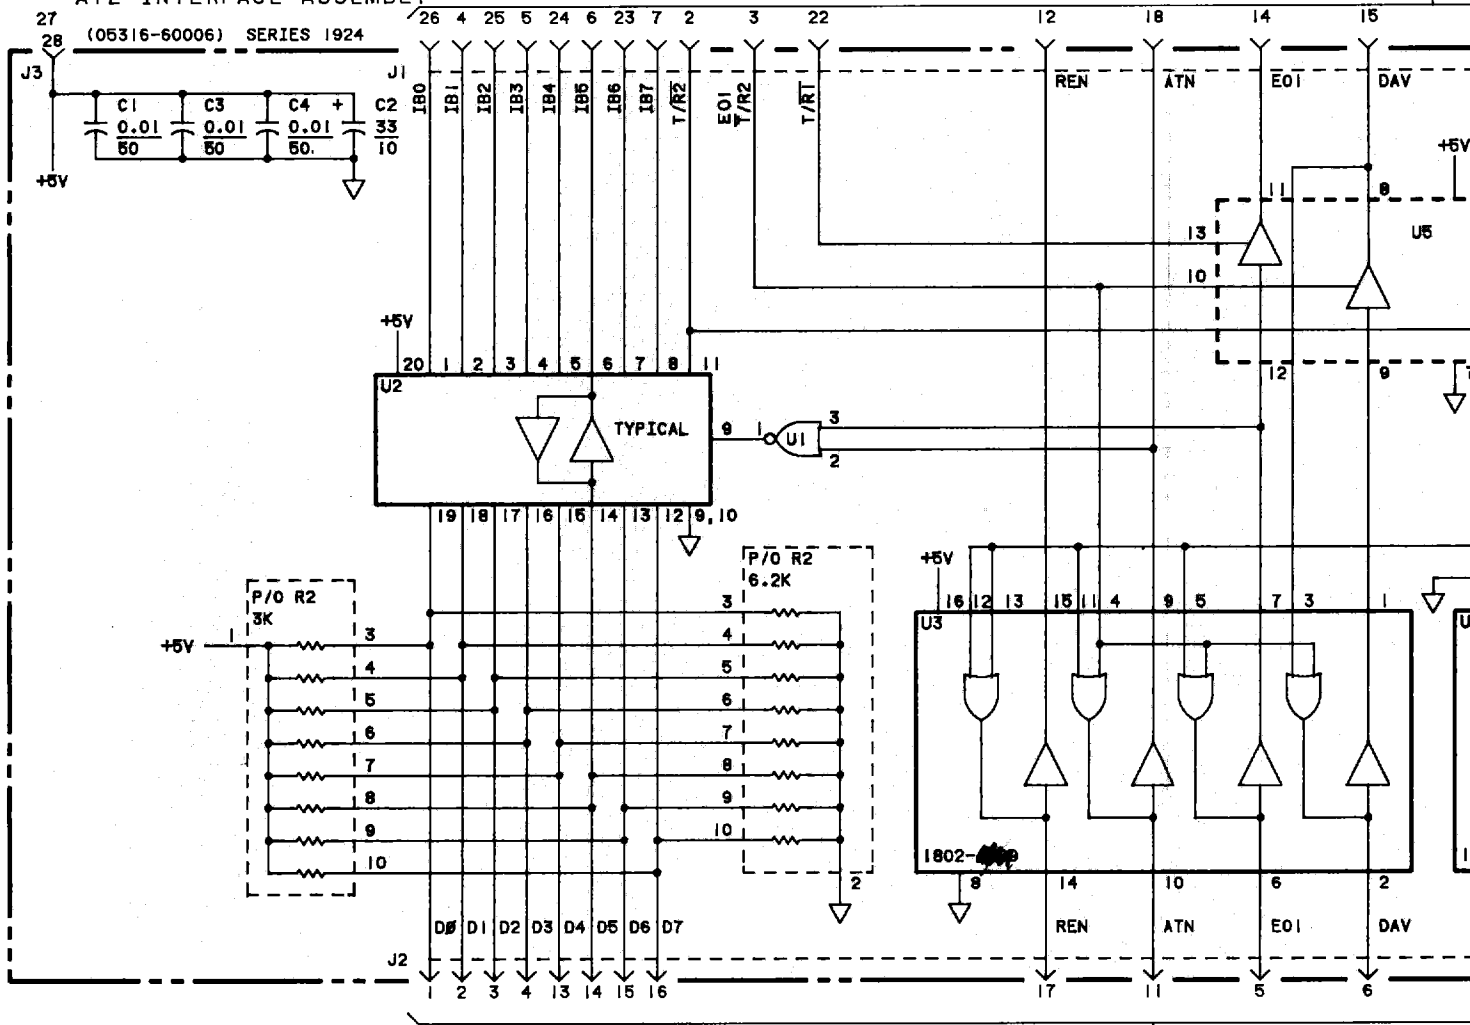 A12 INTERFACE ASSEMBLY
27 26 4 25 5 24 6 23 7 2 3 22 12 18 14 15
28 (05316-60006) SERIES 1924
J3 J1 REN ATN EOI DAV
IB0 IB1 IB2 IB3 IB4 IB5 IB6 IB7 T/R2 EOI T/R2 T/R1
C1 C3 C4 + C2
0.01 0.01 0.01 33
50 50 50. 10
+5V
+5V
11 8
13 U5
10
+5V
20 1 2 3 4 5 6 7 8 11
12 9 7
U2
TYPICAL 9 1 U1 3
2
19 18 17 16 15 14 13 12 9,10
P/O R2
6.2K
+5V
P/O R2
3K
3 16 12 13 15 11 4 9 5 7 3 1
U3 U
+5V 1 3 4
4 5
5 6
6 7
7 8
8 9
9 10
10
1802-
2 8 14 10 6 2
DØ D1 D2 D3 D4 D5 D6 D7 REN ATN EOI DAV
J2
1 2 3 4 13 14 15 16 17 11 5 6